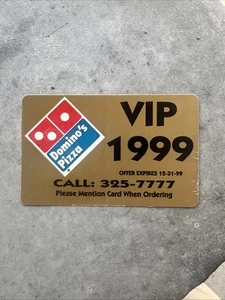 VIP
1999
Domino's
Pizza
OFFER EXPIRES 12-31-99
CALL: 325-7777
Please Mention Card When Ordering